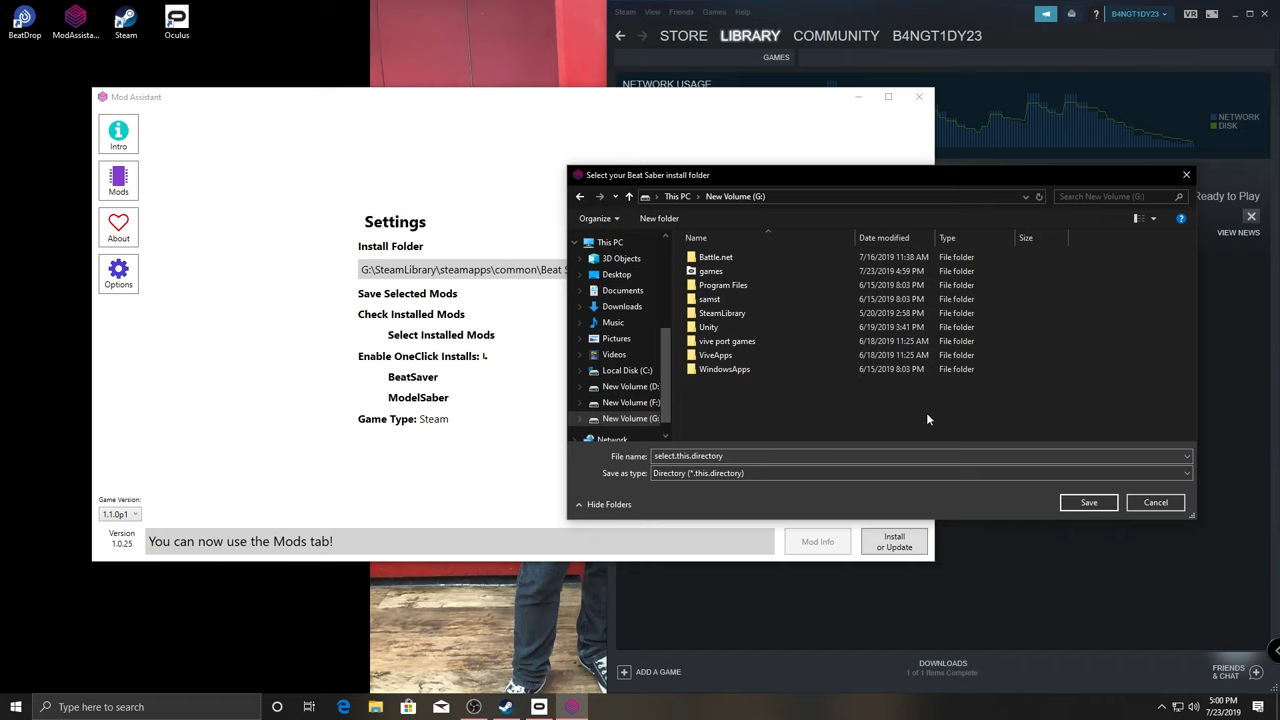 BeatDrop
ModAssista...
Steam
Oculus
Steam View Friends Games Help
B4NGT1DY23
VR
STORE LIBRARY COMMUNITY B4NGT1DY23
GAMES
NETWORK USAGE
NETWORK
DISK
Ready to Play
VIEW NEWS
Mod Assistant
Intro
Mods
About
Options
Settings
Install Folder
G:\SteamLibrary\steamapps\common\Beat S
Save Selected Mods
Check Installed Mods
Select Installed Mods
Enable OneClick Installs: ↳
BeatSaver
ModelSaber
Game Type: Steam
Game Version:
1.1.0p1
Version
1.0.25
You can now use the Mods tab!
Mod Info
Install
or Update
Select your Beat Saber install folder
This PC > New Volume (G:)
Search New Volume (G:)
Organize New folder
This PC
3D Objects
Desktop
Documents
Downloads
Music
Pictures
Videos
Local Disk (C:)
New Volume (D:
New Volume (F:)
New Volume (G:
Network
Name Date modified Type Size
Battle.net 7/16/2019 11:38 AM File folder
games 7/23/2019 4:59 PM File folder
Program Files 6/15/2019 8:03 PM File folder
samst 6/15/2019 8:03 PM File folder
SteamLibrary 5/20/2019 2:58 PM File folder
Unity 6/19/2019 3:41 PM File folder
vive port games 6/18/2019 11:25 AM File folder
ViveApps 6/18/2019 11:25 AM File folder
WindowsApps 6/15/2019 8:03 PM File folder
File name: select.this.directory
Save as type: Directory (*.this.directory)
Hide Folders
Save
Cancel
ADD A GAME
DOWNLOADS
1 of 1 Items Complete
FRIENDS
& CHAT
Type here to search
5:00 PM
7/23/2019